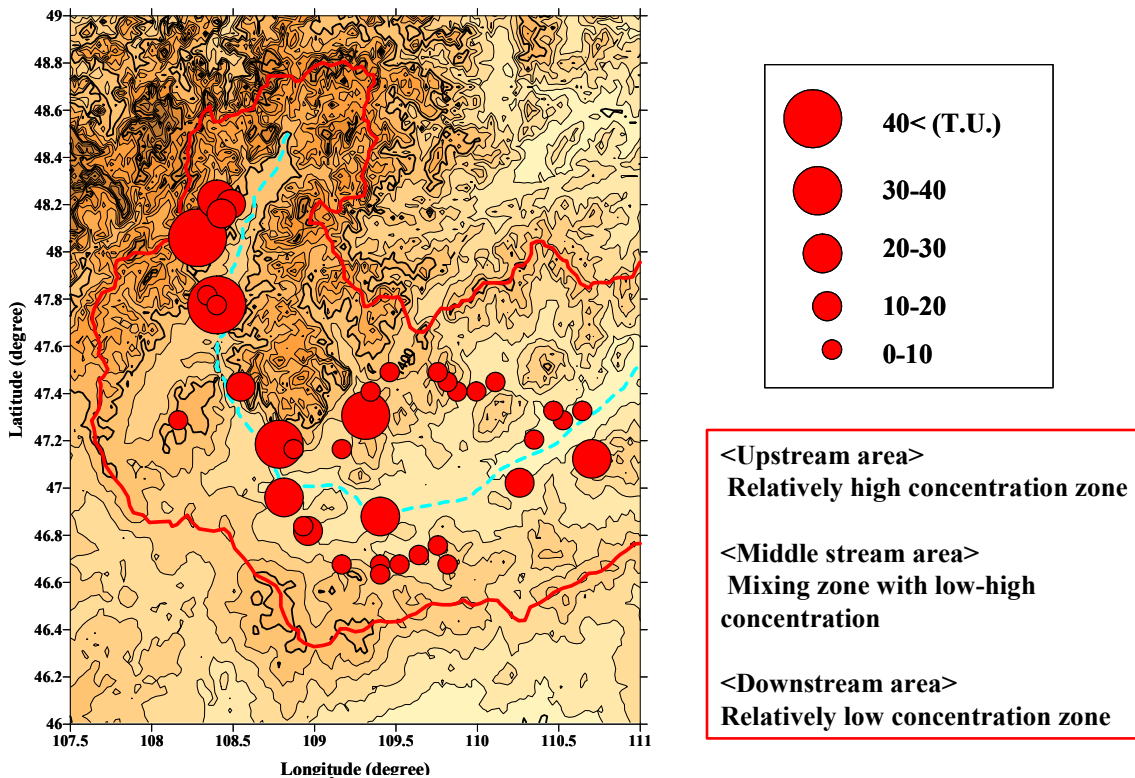 49
48.8
48.6
48.4
48.2
48
47.8
47.6
47.4
47.2
47
46.8
46.6
46.4
46.2
46
107.5 108 108.5 109 109.5 110 110.5 111
Latitude (degree)
Longitude (degree)
40< (T.U.)
30-40
20-30
10-20
0-10
<Upstream area>
Relatively high concentration zone
<Middle stream area>
Mixing zone with low-high
concentration
<Downstream area>
Relatively low concentration zone